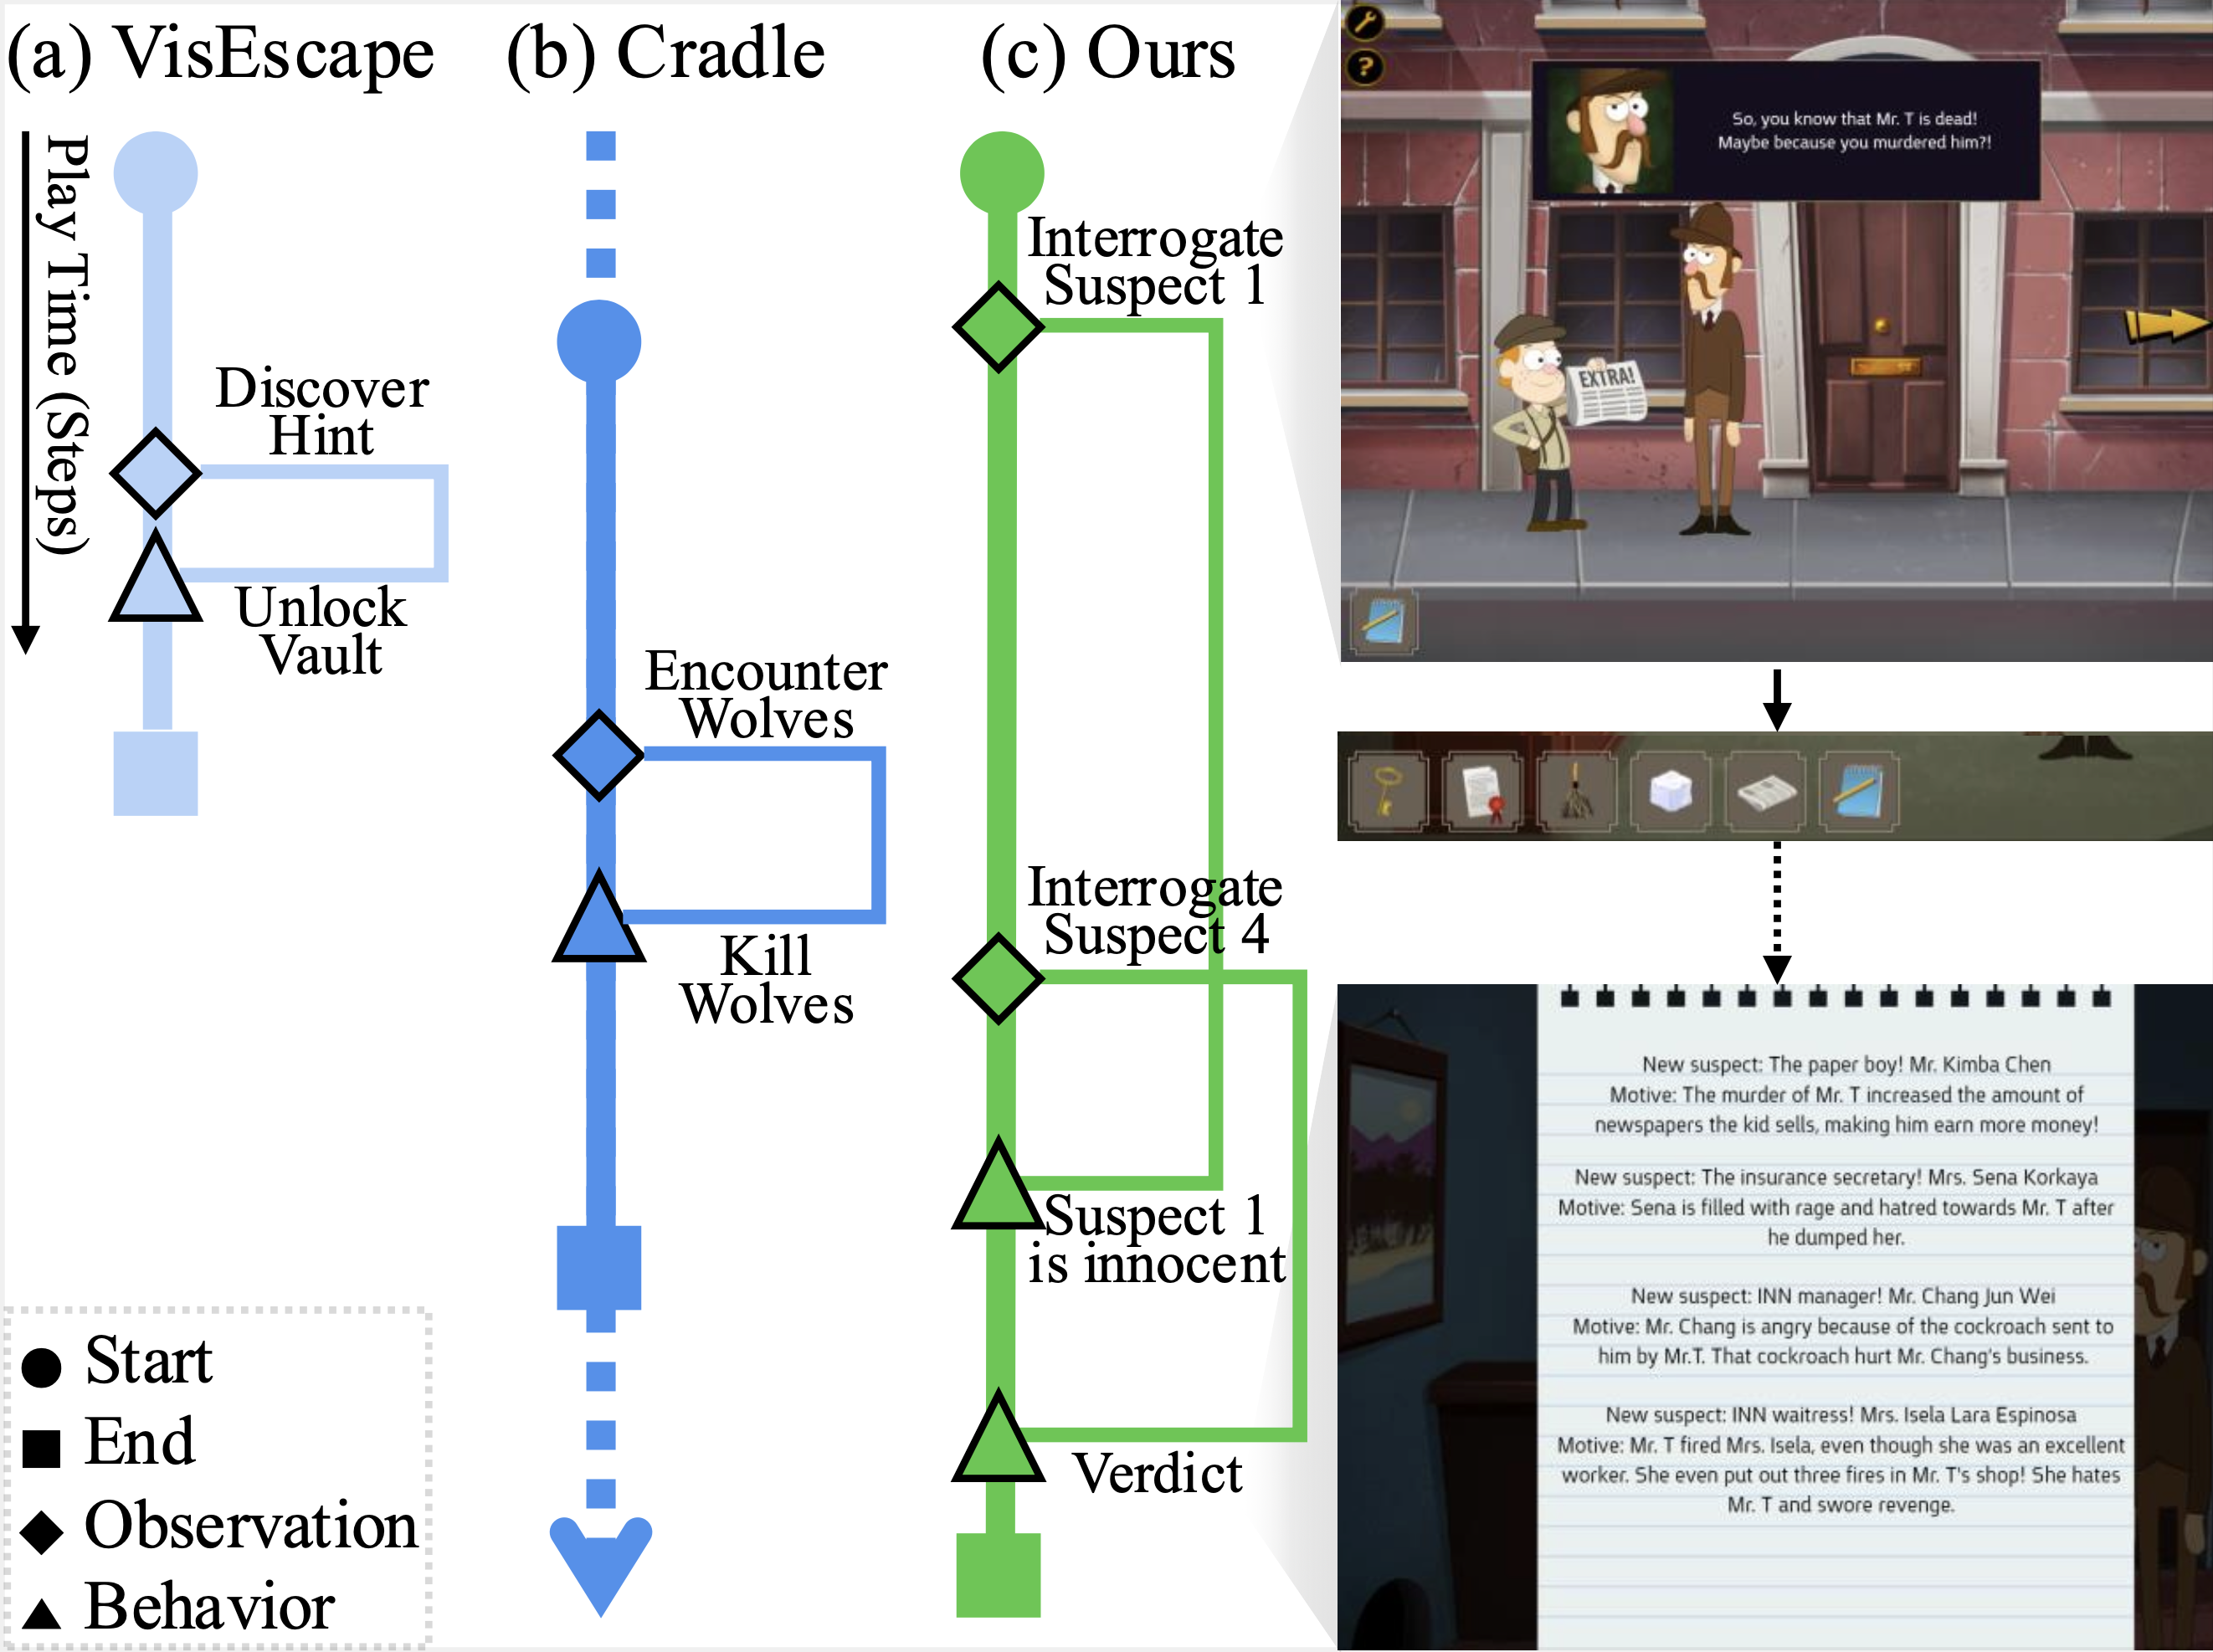 (a) VisEscape
Play Time (Steps)
Discover
Hint
Unlock
Vault
(b) Cradle
Encounter
Wolves
Kill
Wolves
(c) Ours
Interrogate
Suspect 1
Interrogate
Suspect 4
Suspect 1
is innocent
Verdict
Start
End
Observation
Behavior
?
So, you know that Mr. T is dead!
Maybe because you murdered him?!
EXTRA!
New suspect: The paper boy! Mr. Kimba Chen
Motive: The murder of Mr. T increased the amount of
newspapers the kid sells, making him earn more money!
New suspect: The insurance secretary! Mrs. Sena Korkaya
Motive: Sena is filled with rage and hatred towards Mr. T after
he dumped her.
New suspect: INN manager! Mr. Chang Jun Wei
Motive: Mr. Chang is angry because of the cockroach sent to
him by Mr.T. That cockroach hurt Mr. Chang's business.
New suspect: INN waitress! Mrs. Isela Lara Espinosa
Motive: Mr. T fired Mrs. Isela, even though she was an excellent
worker. She even put out three fires in Mr. T's shop! She hates
Mr. T and swore revenge.